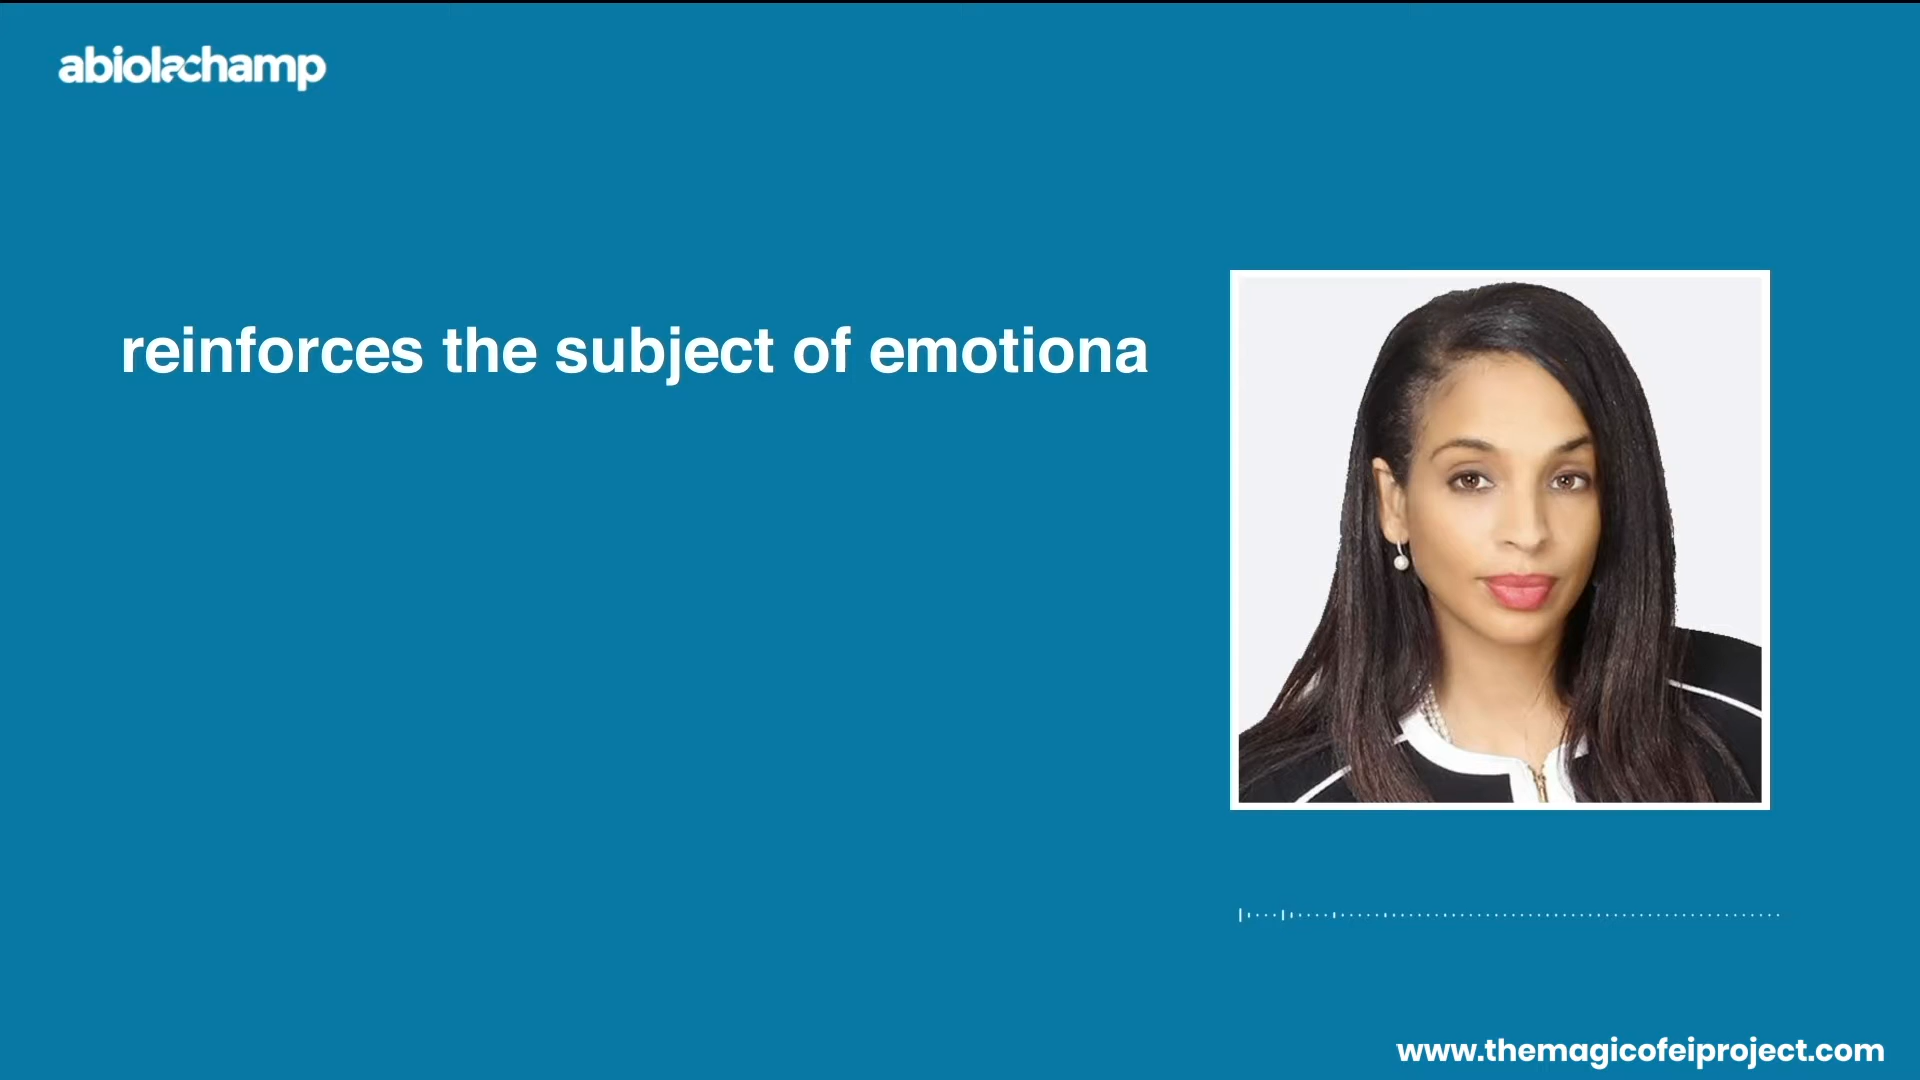 abiolachamp
reinforces the subject of emotiona
www.themagicofeiproject.com